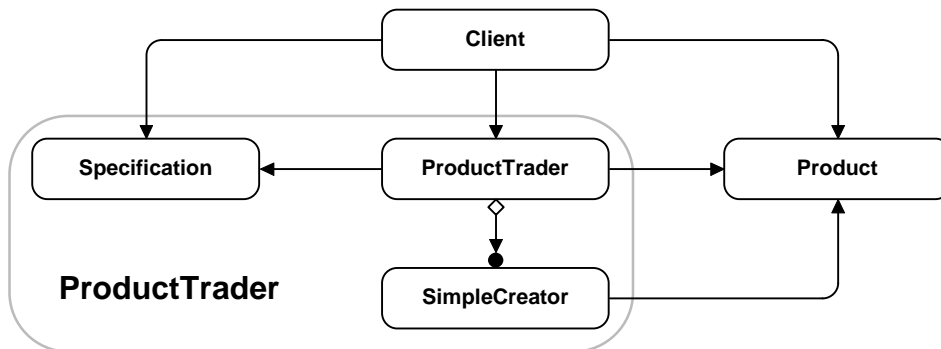 Client
Specification
ProductTrader
Product
ProductTrader
SimpleCreator